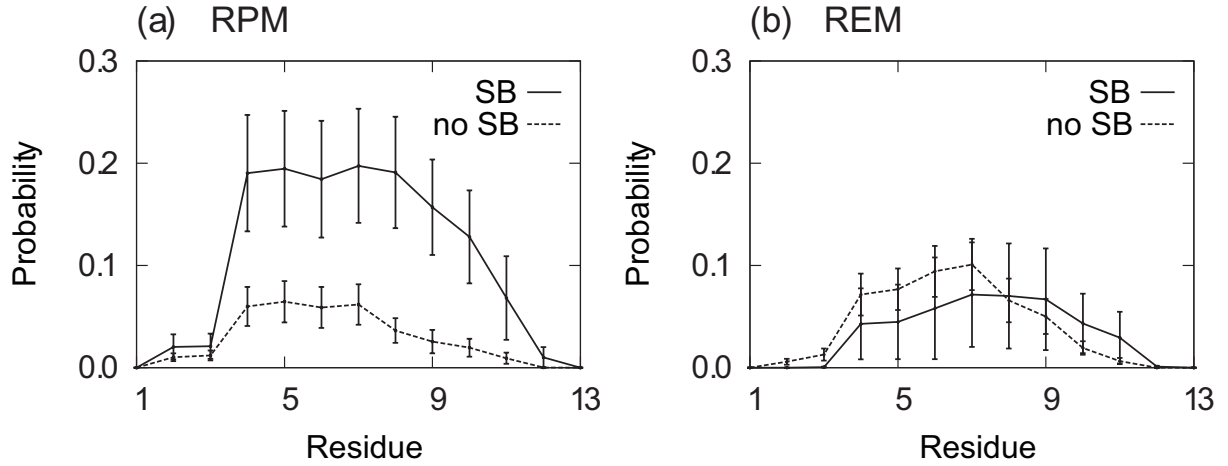 (a) RPM
0.3
0.2
0.1
0.0
Probability
SB
no SB
1 5 9 13
Residue
(b) REM
0.3
0.2
0.1
0.0
Probability
SB
no SB
1 5 9 13
Residue